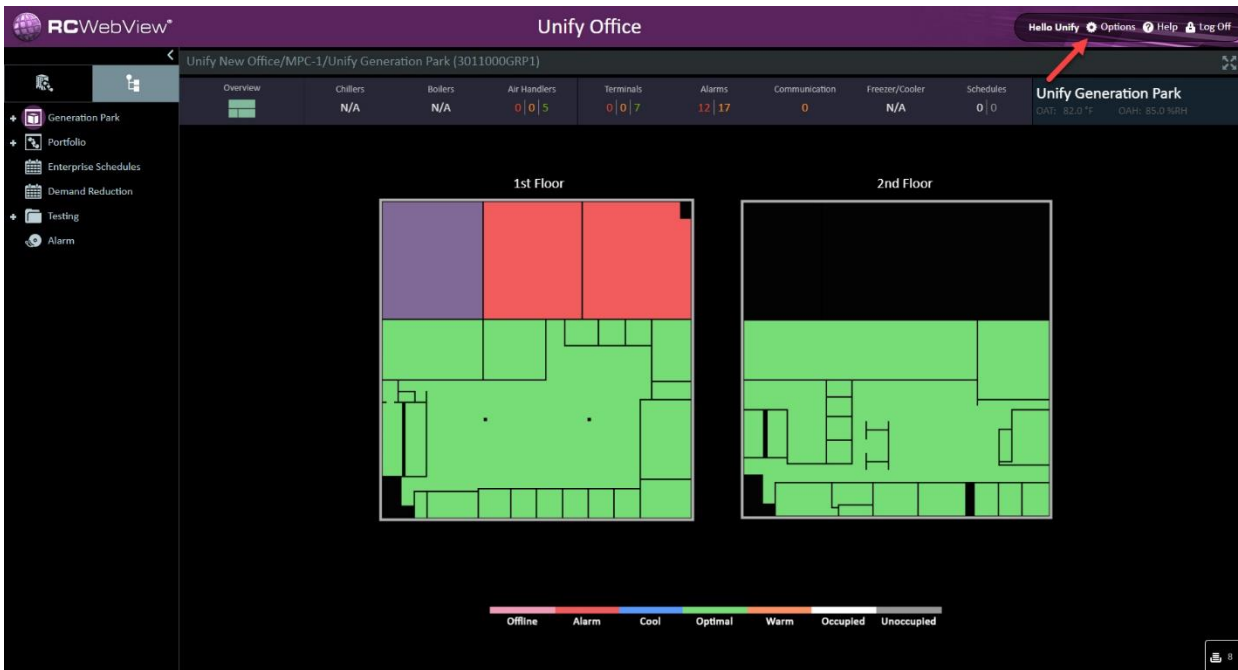 RCWebView®
Unify Office
Hello Unify Options Help Log Off
Unify New Office/MPC-1/Unify Generation Park (3011000GRP1)
Overview Chillers Boilers Air Handlers Terminals Alarms Communication Freezer/Cooler Schedules
N/A N/A 0|0|5 0|0|7 12|17 0 N/A 0|0
Unify Generation Park
OAT: 82.0 °F OAH: 85.0 %RH
Generation Park
Portfolio
Enterprise Schedules
Demand Reduction
Testing
Alarm
1st Floor 2nd Floor
Offline Alarm Cool Optimal Warm Occupied Unoccupied
8